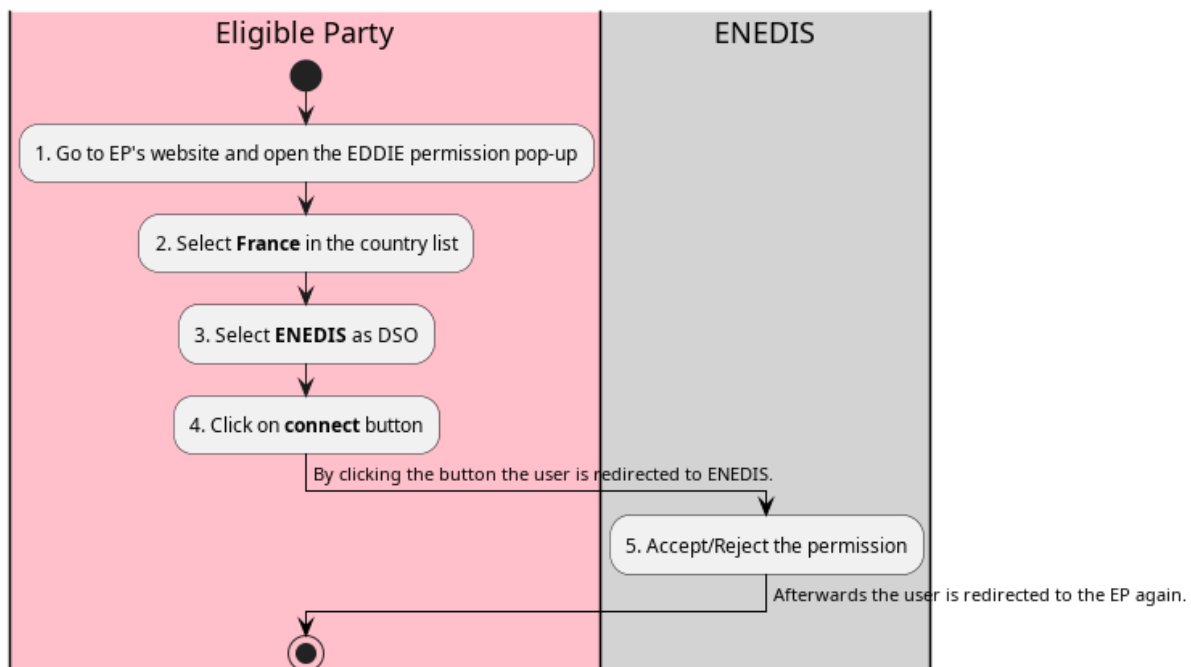 Eligible Party
ENEDIS
1. Go to EP's website and open the EDDIE permission pop-up
2. Select France in the country list
3. Select ENEDIS as DSO
4. Click on connect button
By clicking the button the user is redirected to ENEDIS.
5. Accept/Reject the permission
Afterwards the user is redirected to the EP again.